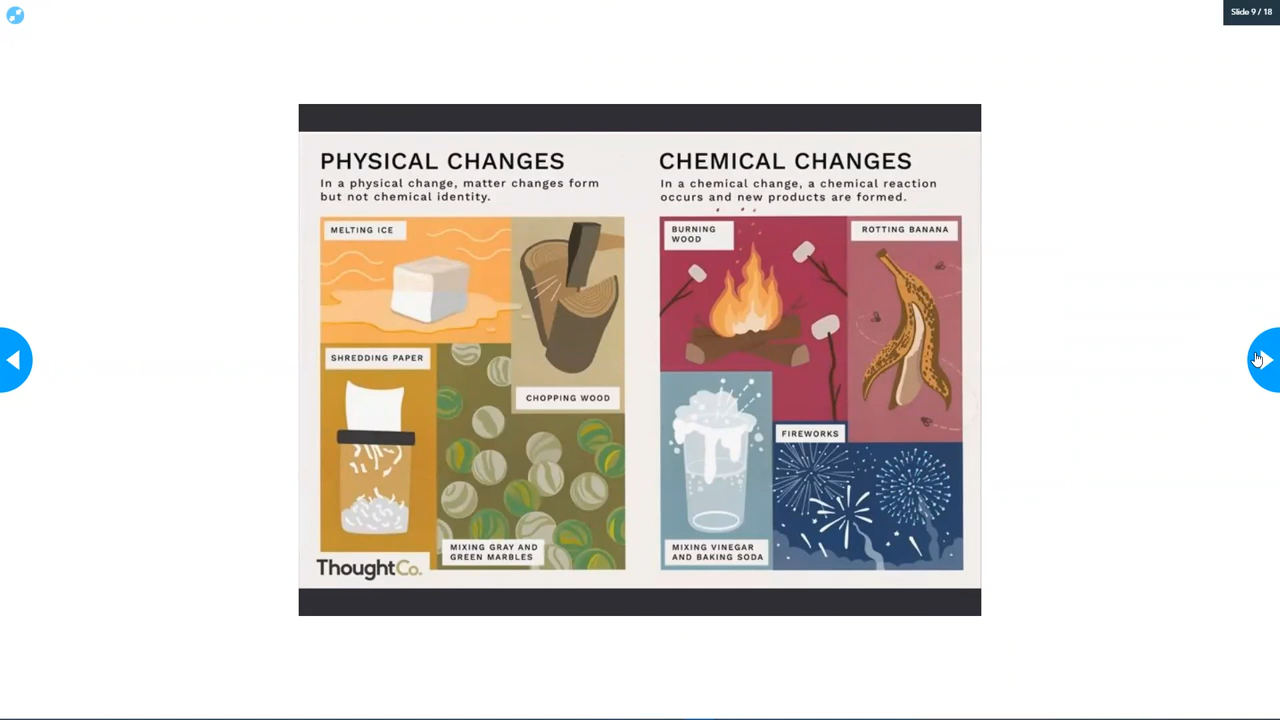 Slide 9 / 18
PHYSICAL CHANGES
In a physical change, matter changes form
but not chemical identity.
MELTING ICE
CHOPPING WOOD
SHREDDING PAPER
MIXING GRAY AND
GREEN MARBLES
ThoughtCo.
CHEMICAL CHANGES
In a chemical change, a chemical reaction
occurs and new products are formed.
BURNING
WOOD
ROTTING BANANA
FIREWORKS
MIXING VINEGAR
AND BAKING SODA